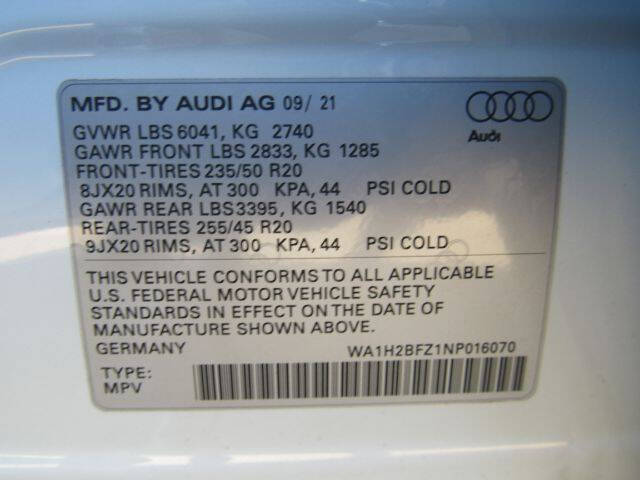 MFD. BY AUDI AG 09/ 21
Audi
GVWR LBS 6041, KG 2740
GAWR FRONT LBS 2833, KG 1285
FRONT-TIRES 235/50 R20
8JX20 RIMS, AT 300 KPA, 44 PSI COLD
GAWR REAR LBS3395, KG 1540
REAR-TIRES 255/45 R20
9JX20 RIMS, AT 300 KPA, 44 PSI COLD
THIS VEHICLE CONFORMS TO ALL APPLICABLE
U.S. FEDERAL MOTOR VEHICLE SAFETY
STANDARDS IN EFFECT ON THE DATE OF
MANUFACTURE SHOWN ABOVE.
GERMANY WA1H2BFZ1NP016070
TYPE:
MPV